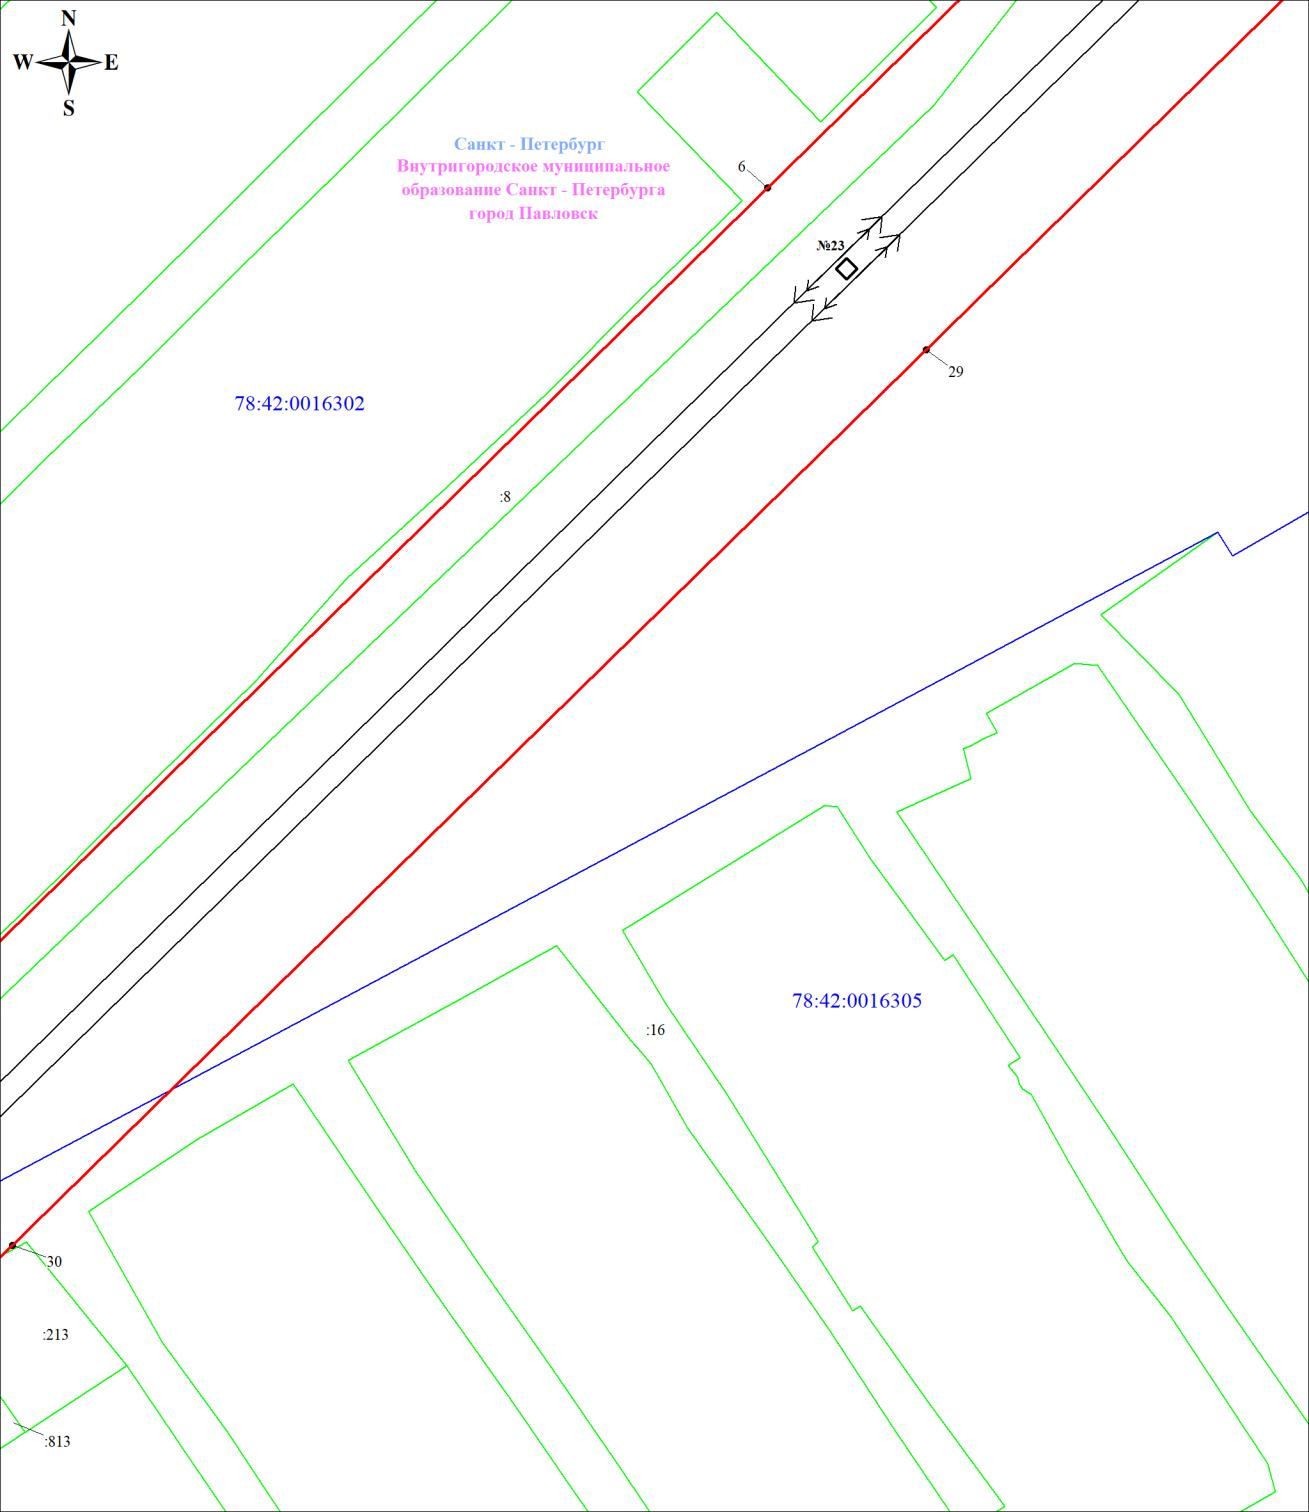 N
W E
S
Санкт - Петербург
Внутригородское муниципальное
образование Санкт - Петербурга
город Павловск
6
№23
29
78:42:0016302
:8
78:42:0016305
:16
30
:213
:813